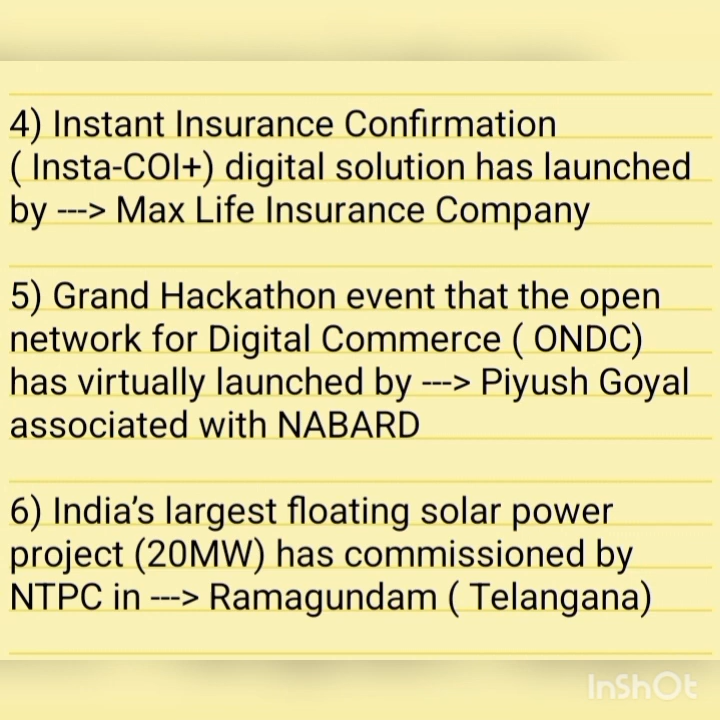 4) Instant Insurance Confirmation
( Insta-COI+) digital solution has launched
by ---> Max Life Insurance Company
5) Grand Hackathon event that the open
network for Digital Commerce ( ONDC)
has virtually launched by ---> Piyush Goyal
associated with NABARD
6) India’s largest floating solar power
project (20MW) has commissioned by
NTPC in ---> Ramagundam ( Telangana)
InShOt